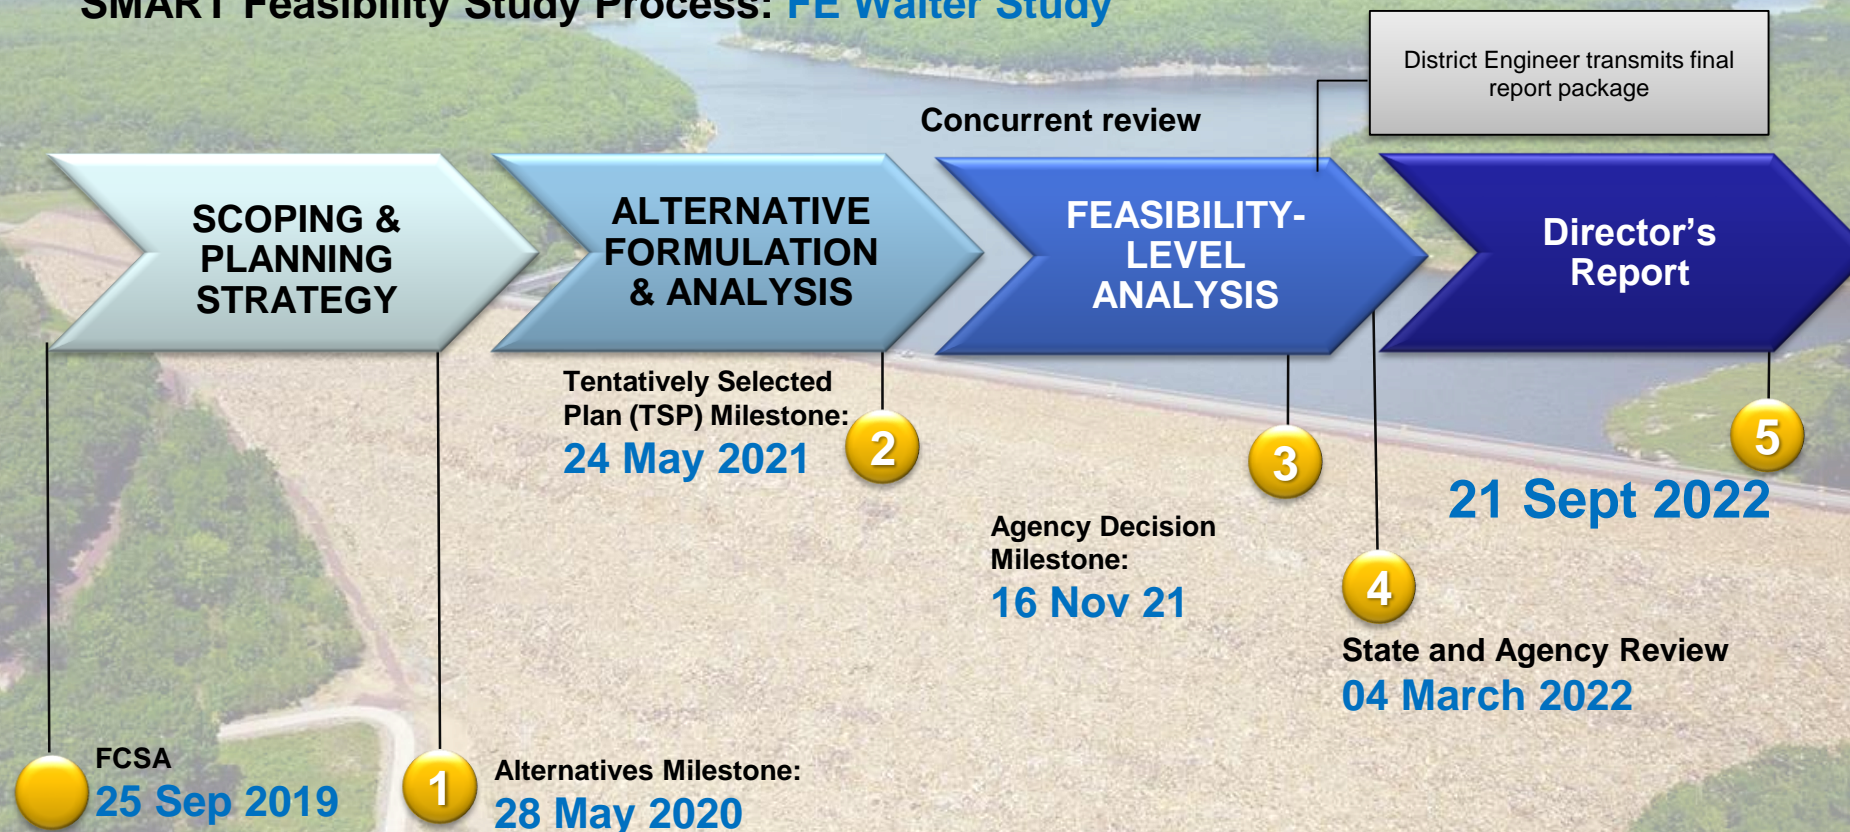 SMART Feasibility Study Process: FE Walter Study
District Engineer transmits final
report package
Concurrent review
SCOPING &
PLANNING
STRATEGY
ALTERNATIVE
FORMULATION
& ANALYSIS
FEASIBILITY-
LEVEL
ANALYSIS
Director's
Report
Tentatively Selected
Plan (TSP) Milestone:
24 May 2021
2
3
5
21 Sept 2022
Agency Decision
Milestone:
16 Nov 21
4
State and Agency Review
04 March 2022
FCSA
25 Sep 2019
1
Alternatives Milestone:
28 May 2020